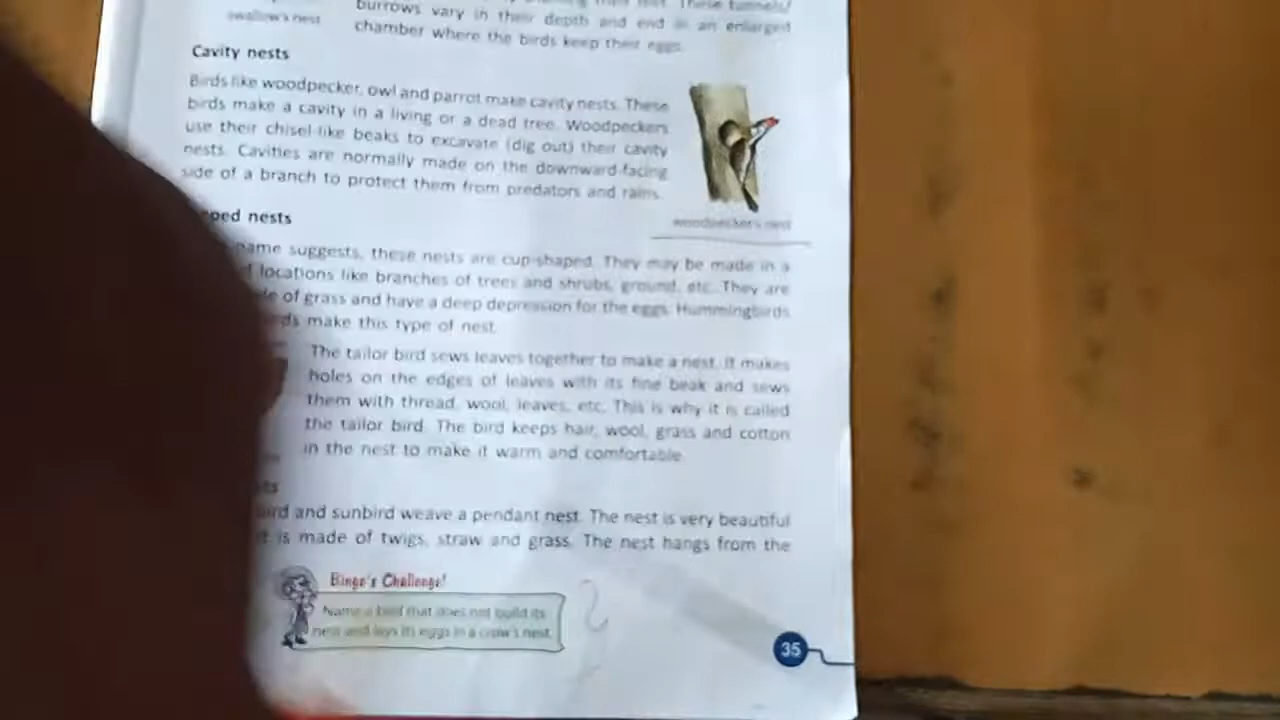 swallow's nest
burrows vary in their depth and end in an enlarged
chamber where the birds keep their eggs.
Cavity nests
Birds like woodpecker, owl and parrot make cavity nests. These
birds make a cavity in a living or a dead tree. Woodpeckers
use their chisel-like beaks to excavate (dig out) their cavity
nests. Cavities are normally made on the downward-facing
side of a branch to protect them from predators and rains.
woodpecker's nest
ped nests
name suggests, these nests are cup-shaped. They may be made in a
locations like branches of trees and shrubs, ground, etc. They are
of grass and have a deep depression for the eggs. Hummingbirds
make this type of nest.
The tailor bird sews leaves together to make a nest. It makes
holes on the edges of leaves with its fine beak and sews
them with thread, wool, leaves, etc. This is why it is called
the tailor bird. The bird keeps hair, wool, grass and cotton
in the nest to make it warm and comfortable.
and sunbird weave a pendant nest. The nest is very beautiful
is made of twigs, straw and grass. The nest hangs from the
Bingo's Challenge!
Name a bird that does not build its
nest and lays its eggs in a crow's nest.
35